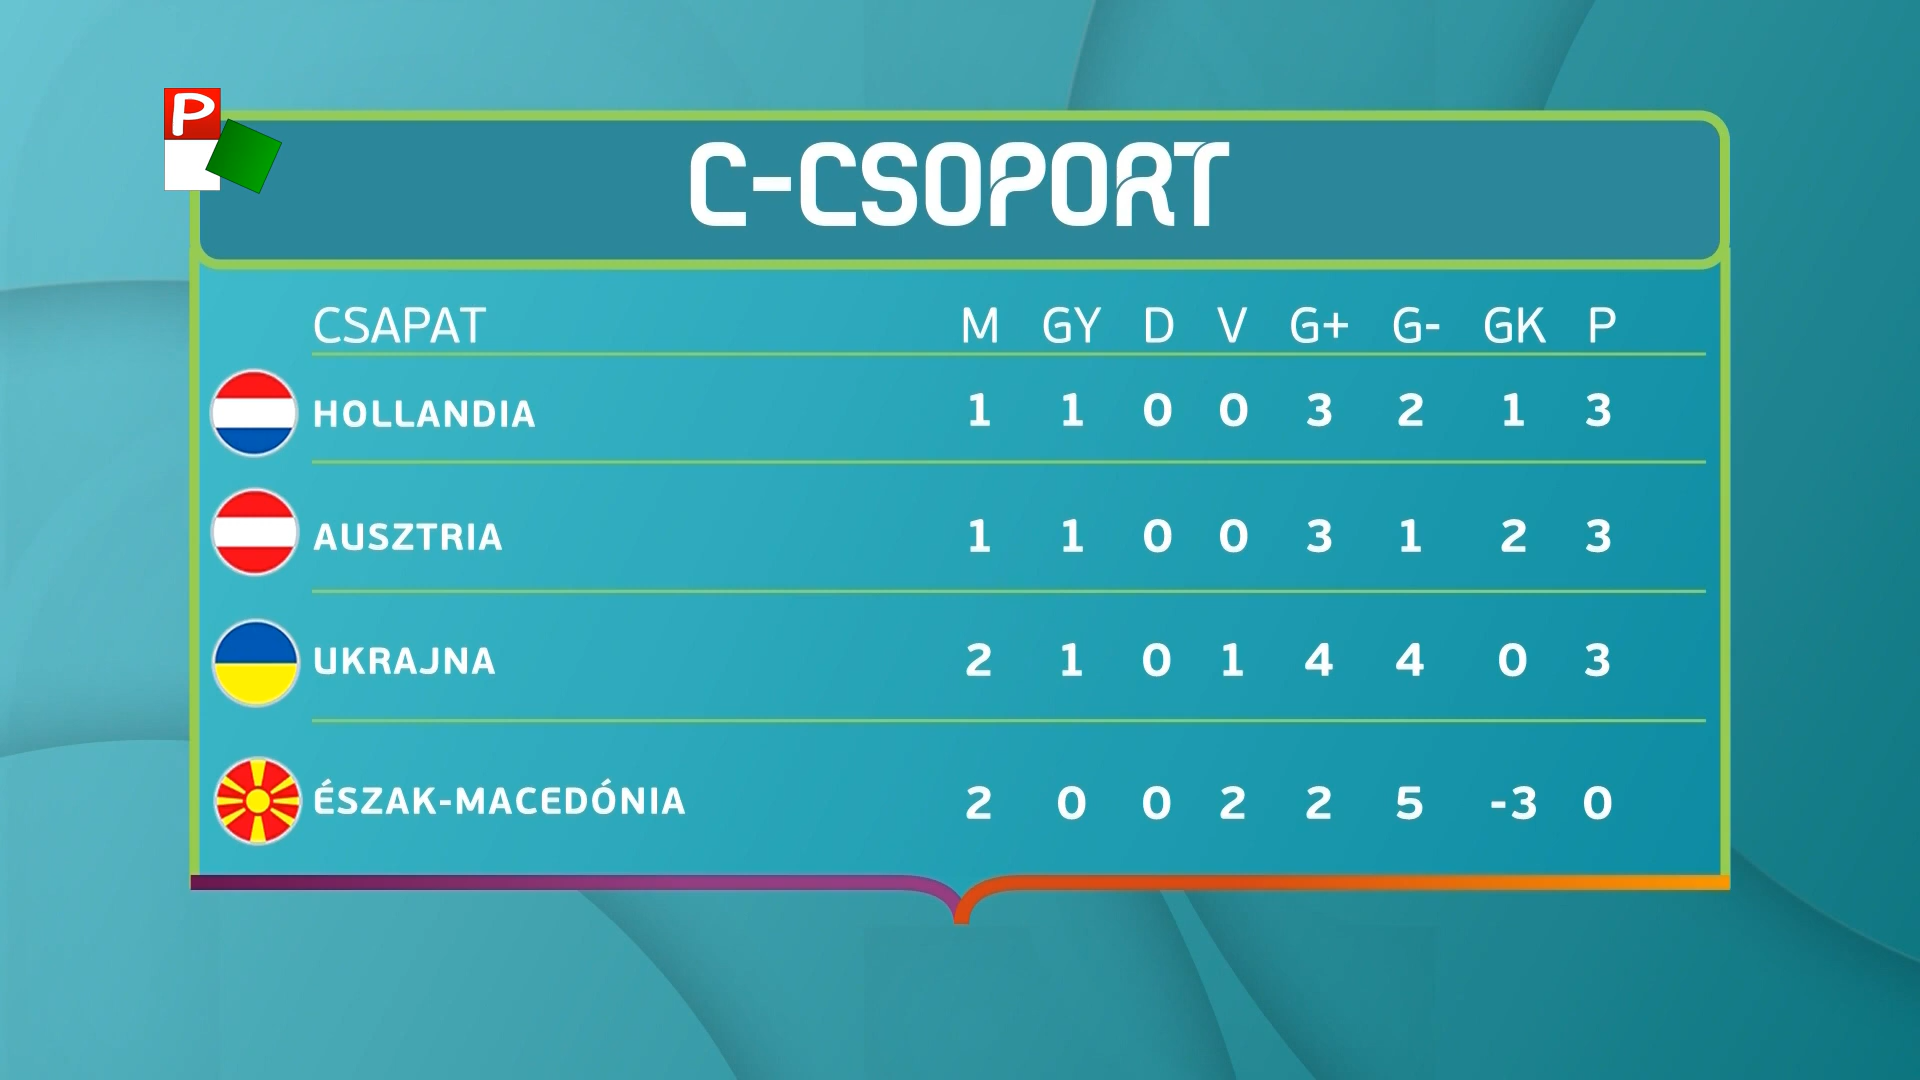 P
C-CSOPORT
CSAPAT M GY D V G+ G- GK P
HOLLANDIA 1 1 0 0 3 2 1 3
AUSZTRIA 1 1 0 0 3 1 2 3
UKRAJNA 2 1 0 1 4 4 0 3
ÉSZAK-MACEDÓNIA 2 0 0 2 2 5 -3 0